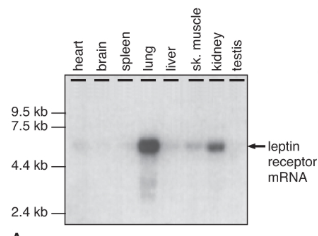 heart
brain
spleen
lung
liver
sk. muscle
kidney
testis
9.5 kb
7.5 kb
4.4 kb
2.4 kb
leptin
receptor
mRNA